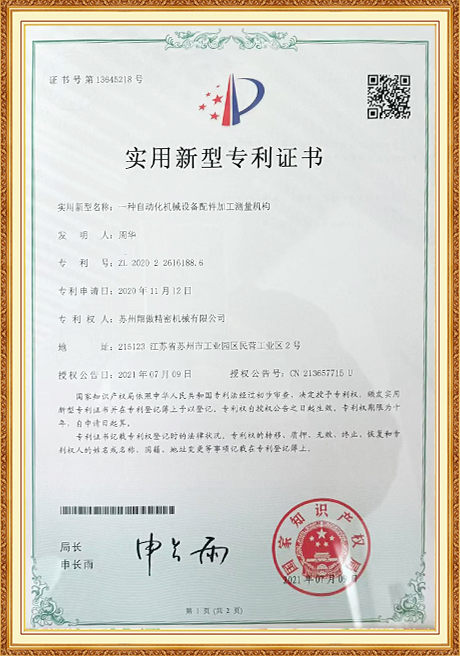 证书号第13645218号
实用新型专利证书
实用新型名称：一种自动化机械设备配件加工测量机构
发明人：周华
专利号：ZL 2020 2 2616188.6
专利申请日：2020年11月12日
专利权人：苏州翔傲精密机械有限公司
地址：215123 江苏省苏州市工业园区民营工业区2号
授权公告日：2021年07月09日 授权公告号：CN 213657715 U
国家知识产权局依照中华人民共和国专利法经过初步审查，决定授予专利权，颁发实用
新型专利证书并在专利登记簿上予以登记。专利权自授权公告之日起生效。专利权期限为十
年，自申请日起算。
专利证书记载专利权登记时的法律状况。专利权的转移、质押、无效、终止、恢复和专
利权人的姓名或名称、国籍、地址变更等事项记载在专利登记簿上。
局长
申长雨
申长雨
国家知识产权局
2021年07月09日
第1页(共2页)